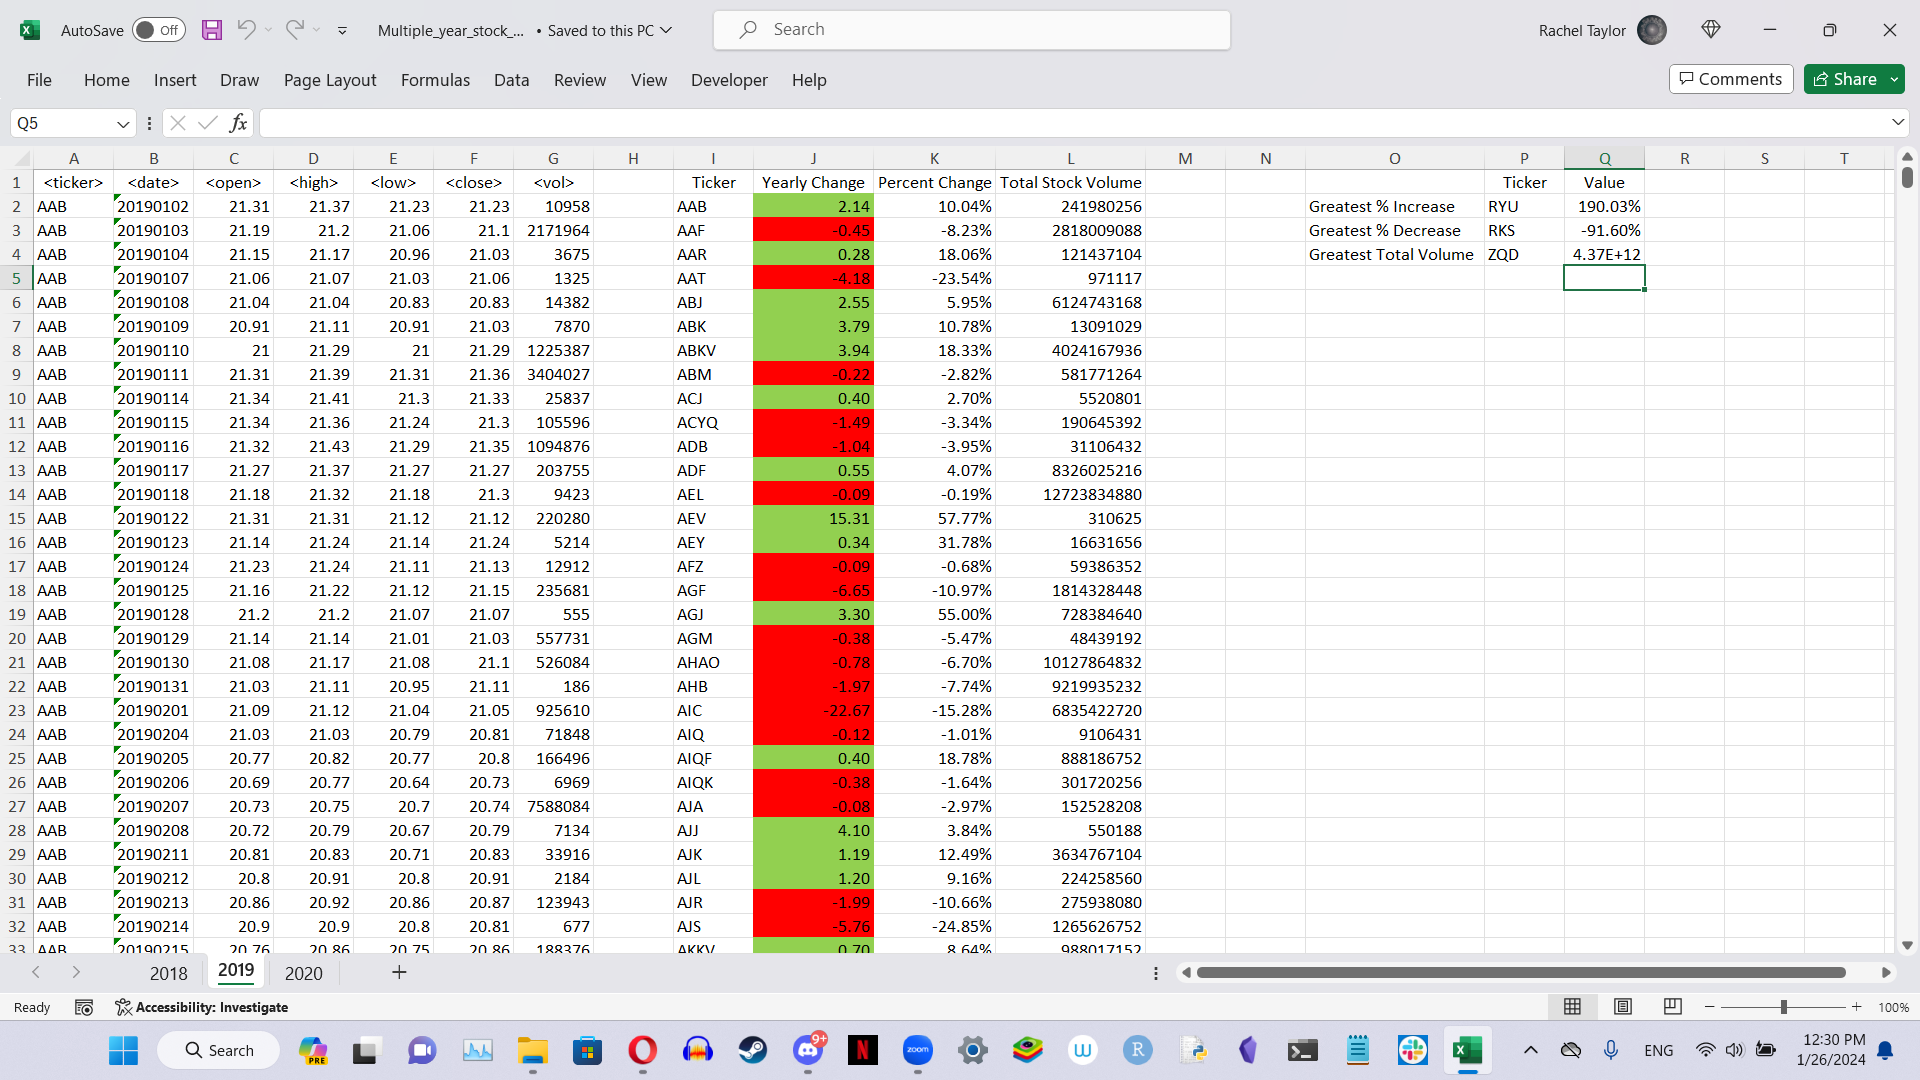 AutoSave Off Multiple_year_stock_... • Saved to this PC Search Rachel Taylor
File Home Insert Draw Page Layout Formulas Data Review View Developer Help Comments Share
Q5 fx
A B C D E F G H I J K L M N O P Q R S T
1 <ticker> <date> <open> <high> <low> <close> <vol> Ticker Yearly Change Percent Change Total Stock Volume Ticker Value
2 AAB 20190102 21.31 21.37 21.23 21.23 10958 AAB 2.14 10.04% 241980256 Greatest % Increase RYU 190.03%
3 AAB 20190103 21.19 21.2 21.06 21.1 2171964 AAF -0.45 -8.23% 2818009088 Greatest % Decrease RKS -91.60%
4 AAB 20190104 21.15 21.17 20.96 21.03 3675 AAR 0.28 18.06% 121437104 Greatest Total Volume ZQD 4.37E+12
5 AAB 20190107 21.06 21.07 21.03 21.06 1325 AAT -4.18 -23.54% 971117
6 AAB 20190108 21.04 21.04 20.83 20.83 14382 ABJ 2.55 5.95% 6124743168
7 AAB 20190109 20.91 21.11 20.91 21.03 7870 ABK 3.79 10.78% 13091029
8 AAB 20190110 21 21.29 21 21.29 1225387 ABKV 3.94 18.33% 4024167936
9 AAB 20190111 21.31 21.39 21.31 21.36 3404027 ABM -0.22 -2.82% 581771264
10 AAB 20190114 21.34 21.41 21.3 21.33 25837 ACJ 0.40 2.70% 5520801
11 AAB 20190115 21.34 21.36 21.24 21.3 105596 ACYQ -1.49 -3.34% 190645392
12 AAB 20190116 21.32 21.43 21.29 21.35 1094876 ADB -1.04 -3.95% 31106432
13 AAB 20190117 21.27 21.37 21.27 21.27 203755 ADF 0.55 4.07% 8326025216
14 AAB 20190118 21.18 21.32 21.18 21.3 9423 AEL -0.09 -0.19% 12723834880
15 AAB 20190122 21.31 21.31 21.12 21.12 220280 AEV 15.31 57.77% 310625
16 AAB 20190123 21.14 21.24 21.14 21.24 5214 AEY 0.34 31.78% 16631656
17 AAB 20190124 21.23 21.24 21.11 21.13 12912 AFZ -0.09 -0.68% 59386352
18 AAB 20190125 21.16 21.22 21.12 21.15 235681 AGF -6.65 -10.97% 1814328448
19 AAB 20190128 21.2 21.2 21.07 21.07 555 AGJ 3.30 55.00% 728384640
20 AAB 20190129 21.14 21.14 21.01 21.03 557731 AGM -0.38 -5.47% 48439192
21 AAB 20190130 21.08 21.17 21.08 21.1 526084 AHAO -0.78 -6.70% 10127864832
22 AAB 20190131 21.03 21.11 20.95 21.11 186 AHB -1.97 -7.74% 9219935232
23 AAB 20190201 21.09 21.12 21.04 21.05 925610 AIC -22.67 -15.28% 6835422720
24 AAB 20190204 21.03 21.03 20.79 20.81 71848 AIQ -0.12 -1.01% 9106431
25 AAB 20190205 20.77 20.82 20.77 20.8 166496 AIQF 0.40 18.78% 888186752
26 AAB 20190206 20.69 20.77 20.64 20.73 6969 AIQK -0.38 -1.64% 301720256
27 AAB 20190207 20.73 20.75 20.7 20.74 7588084 AJA -0.08 -2.97% 152528208
28 AAB 20190208 20.72 20.79 20.67 20.79 7134 AJJ 4.10 3.84% 550188
29 AAB 20190211 20.81 20.83 20.71 20.83 33916 AJK 1.19 12.49% 3634767104
30 AAB 20190212 20.8 20.91 20.8 20.91 2184 AJL 1.20 9.16% 224258560
31 AAB 20190213 20.86 20.92 20.86 20.87 123943 AJR -1.99 -10.66% 275938080
32 AAB 20190214 20.9 20.9 20.8 20.81 677 AJS -5.76 -24.85% 1265626752
33 AAB 20190215 20.76 20.86 20.75 20.86 188376 AKKV 0.70 8.64% 988017152
2018 2019 2020 +
Ready Accessibility: Investigate 100%
Search PRE 9+ N zoom W R ENG 12:30 PM
1/26/2024